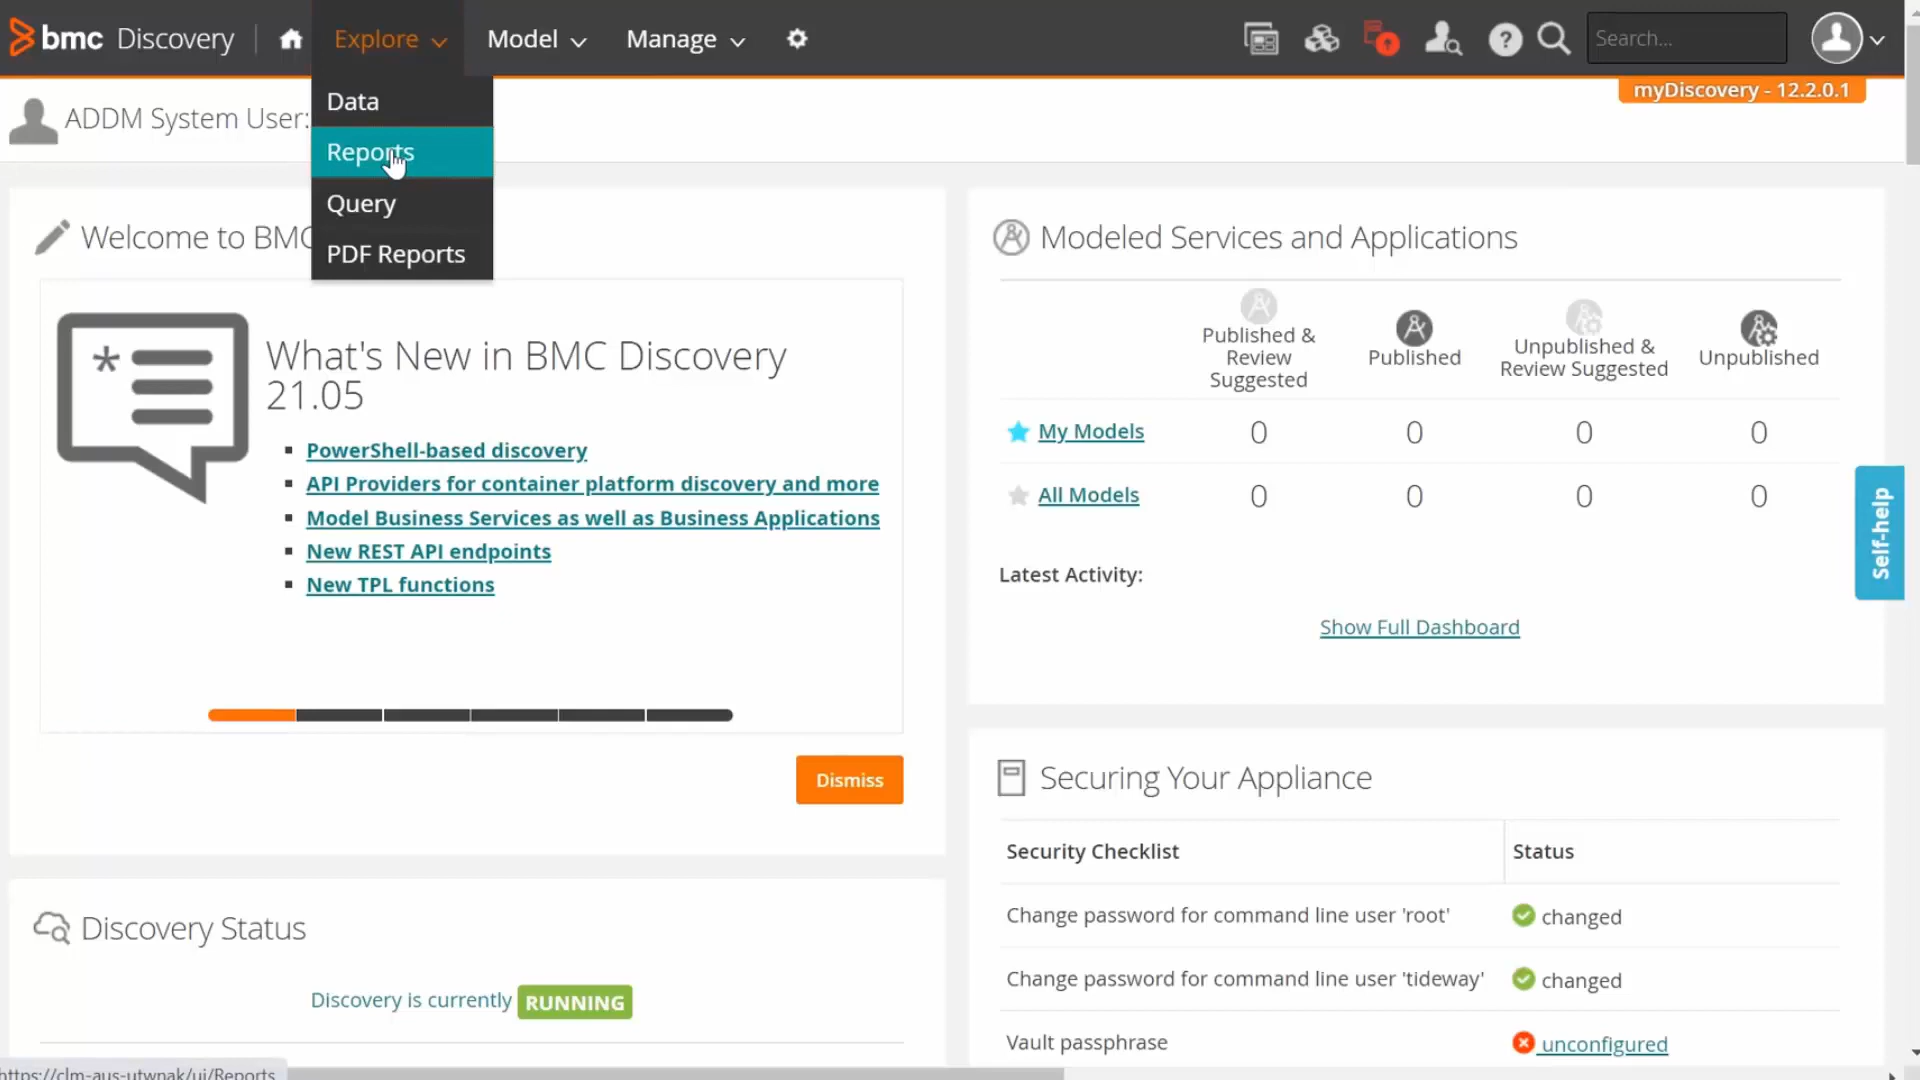 bmc Discovery
Explore
Model
Manage
Search...
myDiscovery - 12.2.0.1
ADDM System User:
Data
Reports
Query
PDF Reports
Welcome to BMC
What's New in BMC Discovery
21.05
PowerShell-based discovery
API Providers for container platform discovery and more
Model Business Services as well as Business Applications
New REST API endpoints
New TPL functions
Dismiss
Discovery Status
Discovery is currently RUNNING
Modeled Services and Applications
Published &
Review
Suggested
Published
Unpublished &
Review Suggested
Unpublished
My Models 0 0 0 0
All Models 0 0 0 0
Latest Activity:
Show Full Dashboard
Self-help
Securing Your Appliance
Security Checklist Status
Change password for command line user 'root' changed
Change password for command line user 'tideway' changed
Vault passphrase unconfigured
https://clm-aus-utwnak/ui/Reports